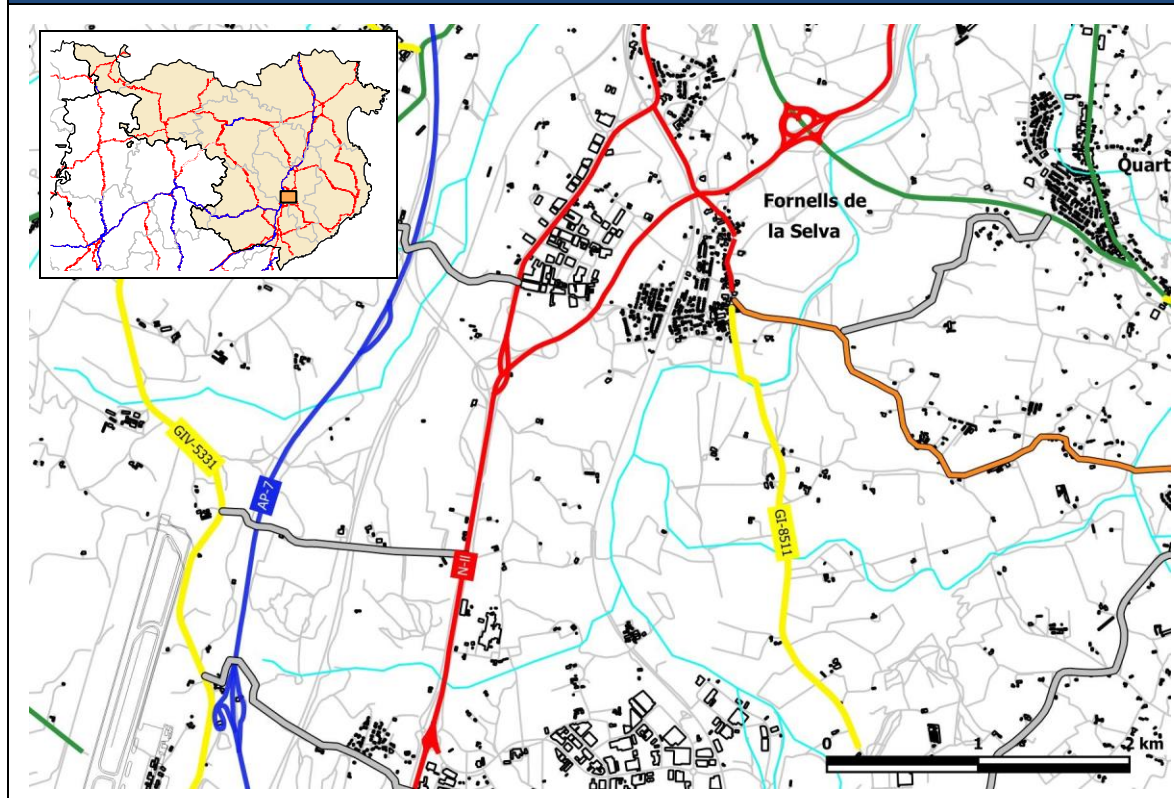 Quart
Fornells de
la Selva
GIV-5331
AP-7
GI-8511
N-II
0 1 2 km